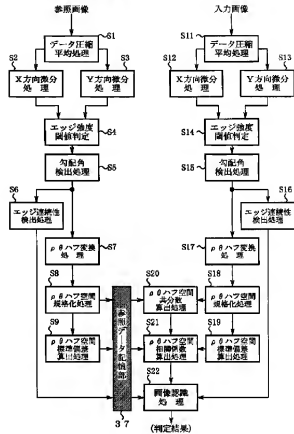 参照画像
入力画像
S1
データ圧縮
平均処理
S11
データ圧縮
平均処理
S2
X方向微分
処理
S3
Y方向微分
処理
S12
X方向微分
処理
S13
Y方向微分
処理
エッジ強度
閾値判定
S4
エッジ強度
閾値判定
S14
勾配角
検出処理
S5
勾配角
検出処理
S15
S6
エッジ連続性
検出処理
S16
エッジ連続性
検出処理
S7
ρθハフ変換
処理
S17
ρθハフ変換
処理
S8
ρθハフ空間
規格化処理
S20
ρθハフ空間
共分散
算出処理
S18
ρθハフ空間
規格化処理
S9
ρθハフ空間
標準偏差
算出処理
参照データ記憶部
S21
ρθハフ空間
相関係数
算出処理
S19
ρθハフ空間
標準偏差
算出処理
S22
画像認識
処理
37
(判定結果)